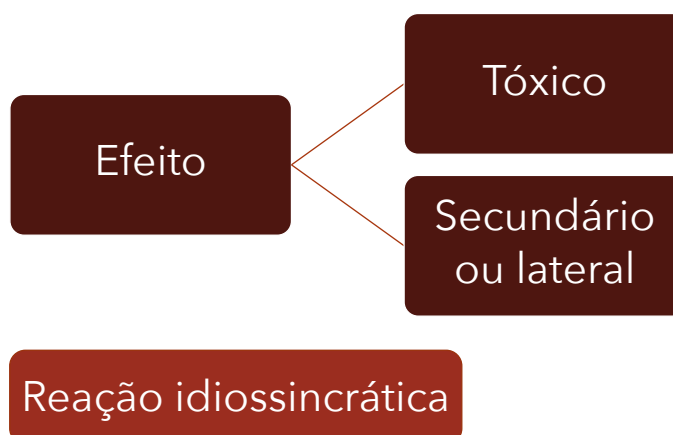 Efeito
Tóxico
Secundário
ou lateral
Reação idiossincrática